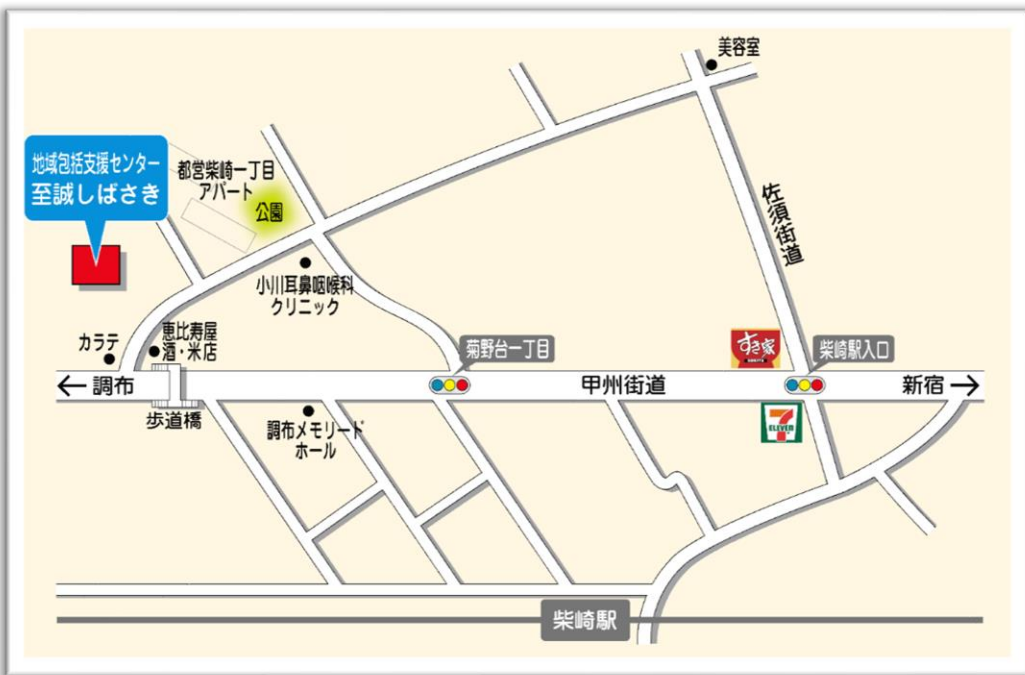 美容室
地域包括支援センター
至誠しばさき
都営柴崎一丁目
アパート
公園
佐須街道
小川耳鼻咽喉科
クリニック
カラテ
恵比寿屋
酒・米店
菊野台一丁目
すき家
柴崎駅入口
←調布
甲州街道
新宿→
歩道橋
調布メモリード
ホール
7
ELEVEN
柴崎駅